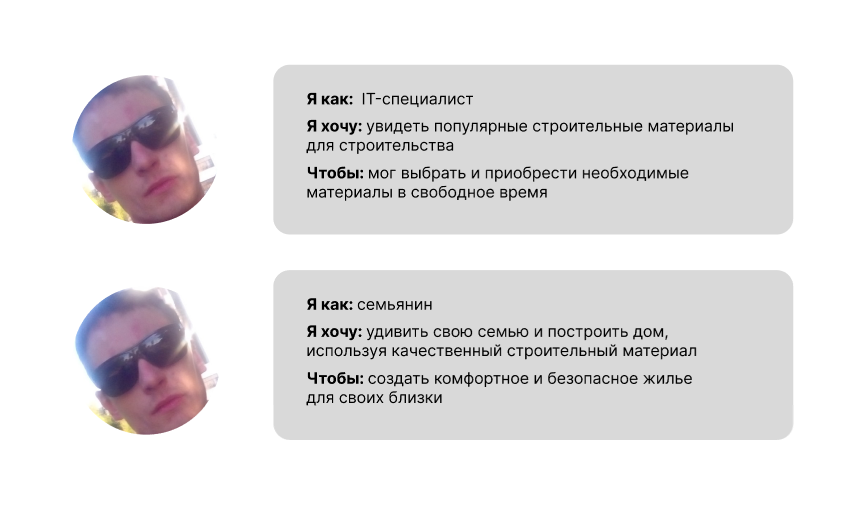 Я как: IT-специалист
Я хочу: увидеть популярные строительные материалы
для строительства
Чтобы: мог выбрать и приобрести необходимые
материалы в свободное время
Я как: семьянин
Я хочу: удивить свою семью и построить дом,
используя качественный строительный материал
Чтобы: создать комфортное и безопасное жилье
для своих близки